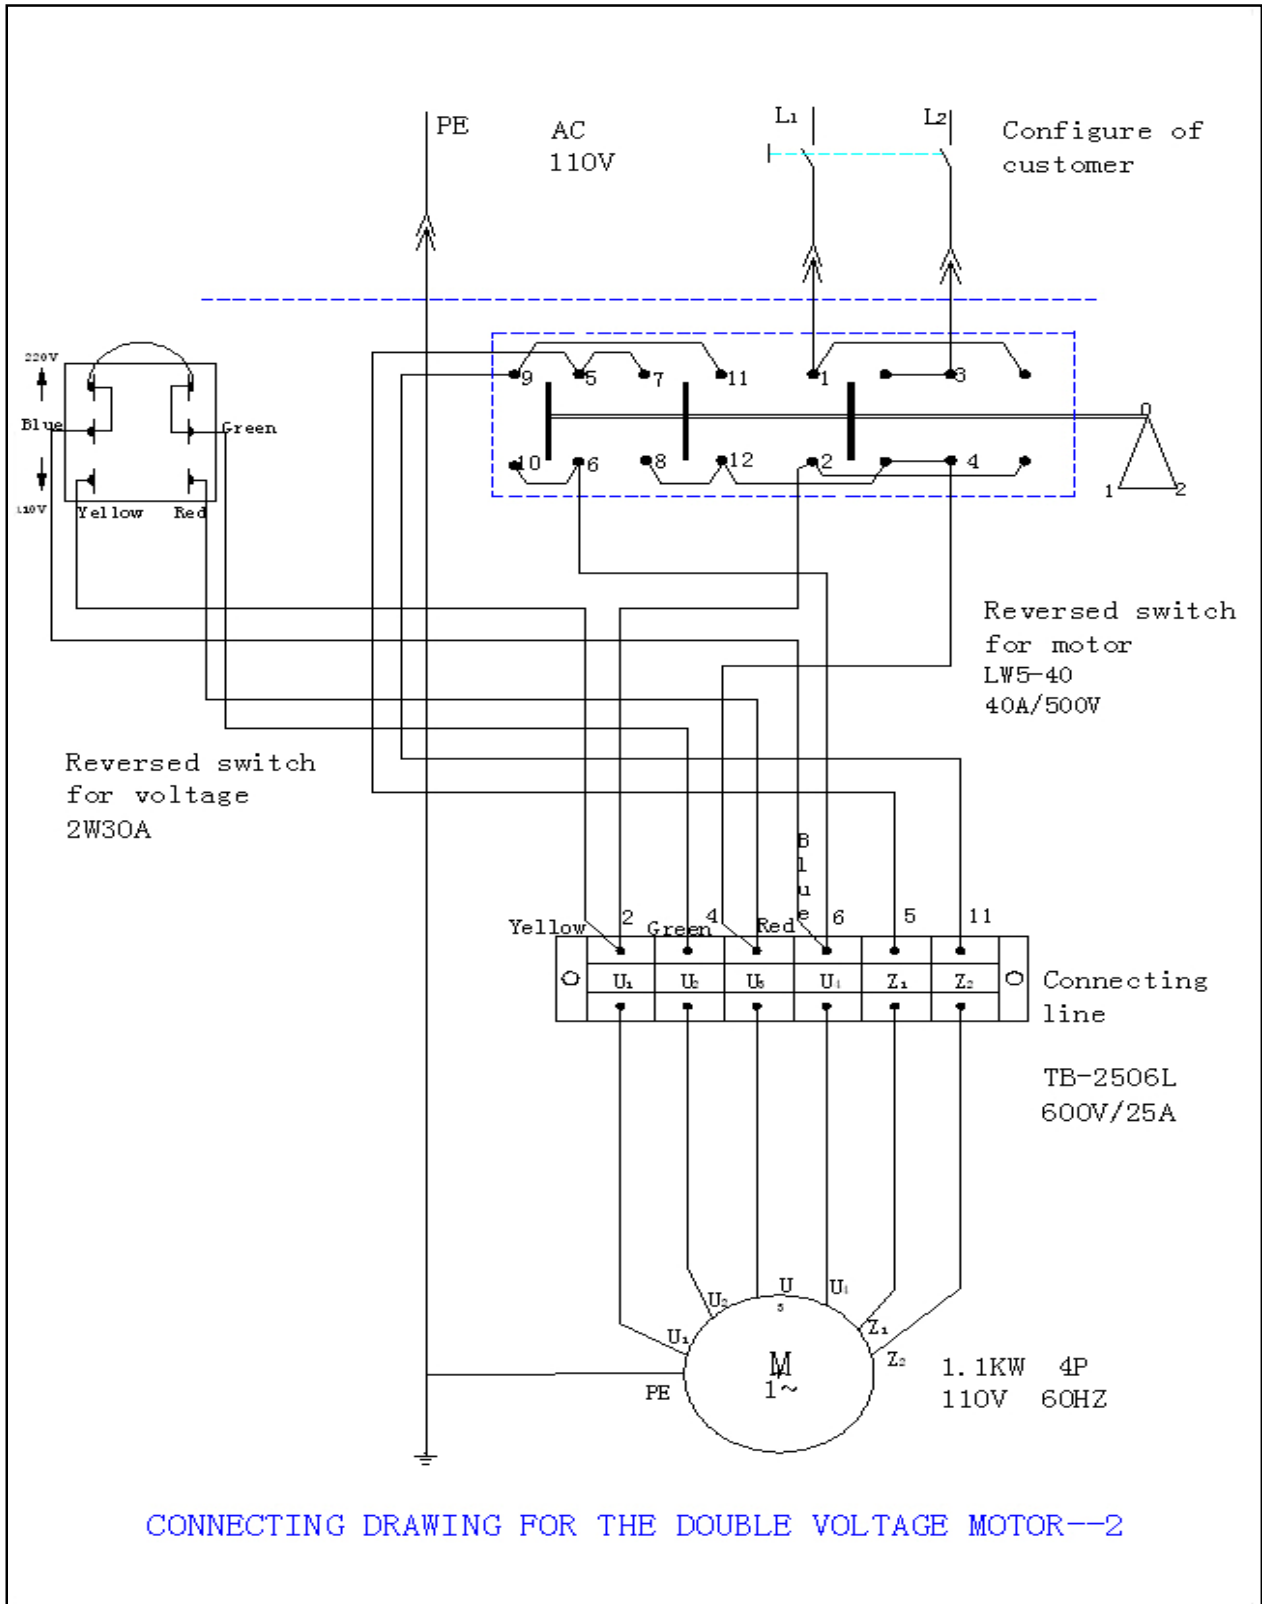 PE
AC
110V
L1
L2
Configure of
customer
220V
Blue
Green
110V
Yellow
Red
9
5
7
11
1
3
10
6
8
12
2
4
0
1
2
Reversed switch
for motor
LW5-40
40A/500V
Reversed switch
for voltage
2W30A
Blue
Yellow
2
Green
4
Red
6
5
11
U1
U2
U3
U4
Z1
Z2
Connecting
line
TB-2506L
600V/25A
U1
U2
U
3
U4
Z1
Z2
M
1~
PE
1.1KW 4P
110V 60HZ
CONNECTING DRAWING FOR THE DOUBLE VOLTAGE MOTOR--2